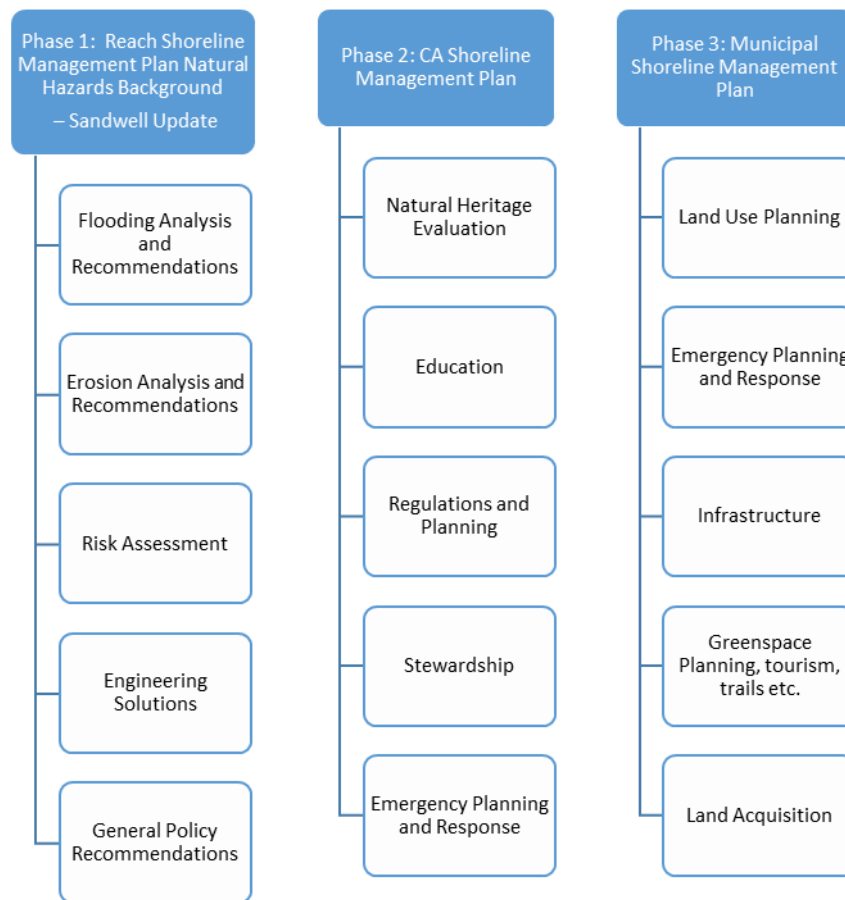 Phase 1: Reach Shoreline
Management Plan Natural
Hazards Background
– Sandwell Update
Flooding Analysis
and
Recommendations
Erosion Analysis and
Recommendations
Risk Assessment
Engineering
Solutions
General Policy
Recommendations
Phase 2: CA Shoreline
Management Plan
Natural Heritage
Evaluation
Education
Regulations and
Planning
Stewardship
Emergency Planning
and Response
Phase 3: Municipal
Shoreline Management
Plan
Land Use Planning
Emergency Planning
and Response
Infrastructure
Greenspace
Planning, tourism,
trails etc.
Land Acquisition